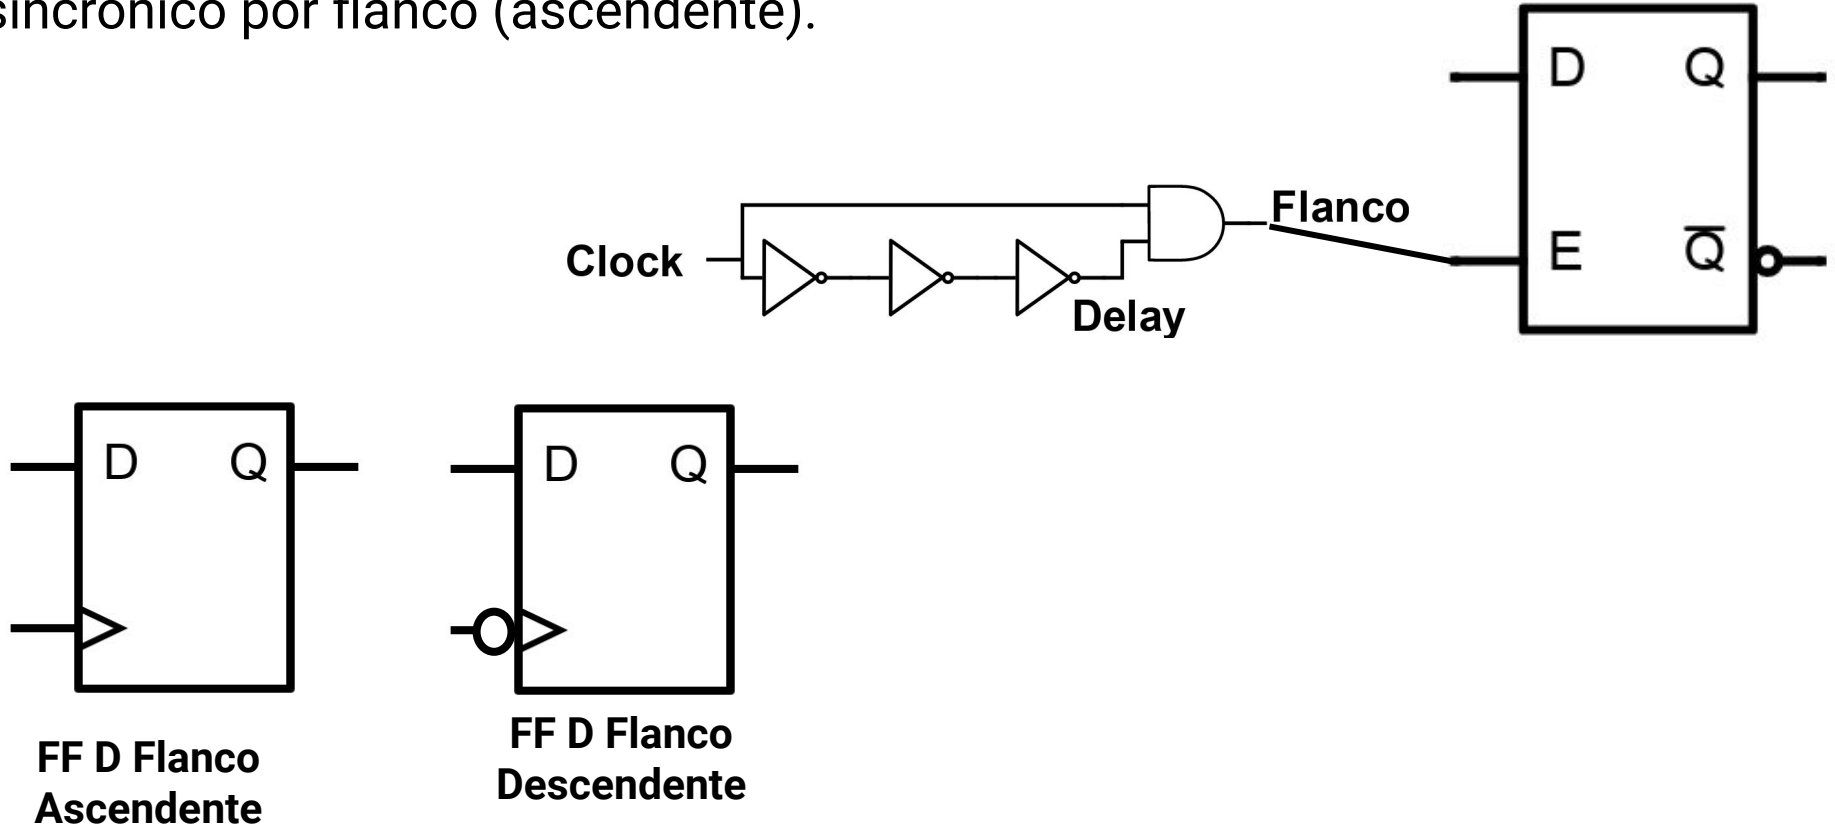 sincrónico por flanco (ascendente).
D Q
Flanco
Clock
E Q̅
Delay
D Q
D Q
FF D Flanco
Ascendente
FF D Flanco
Descendente